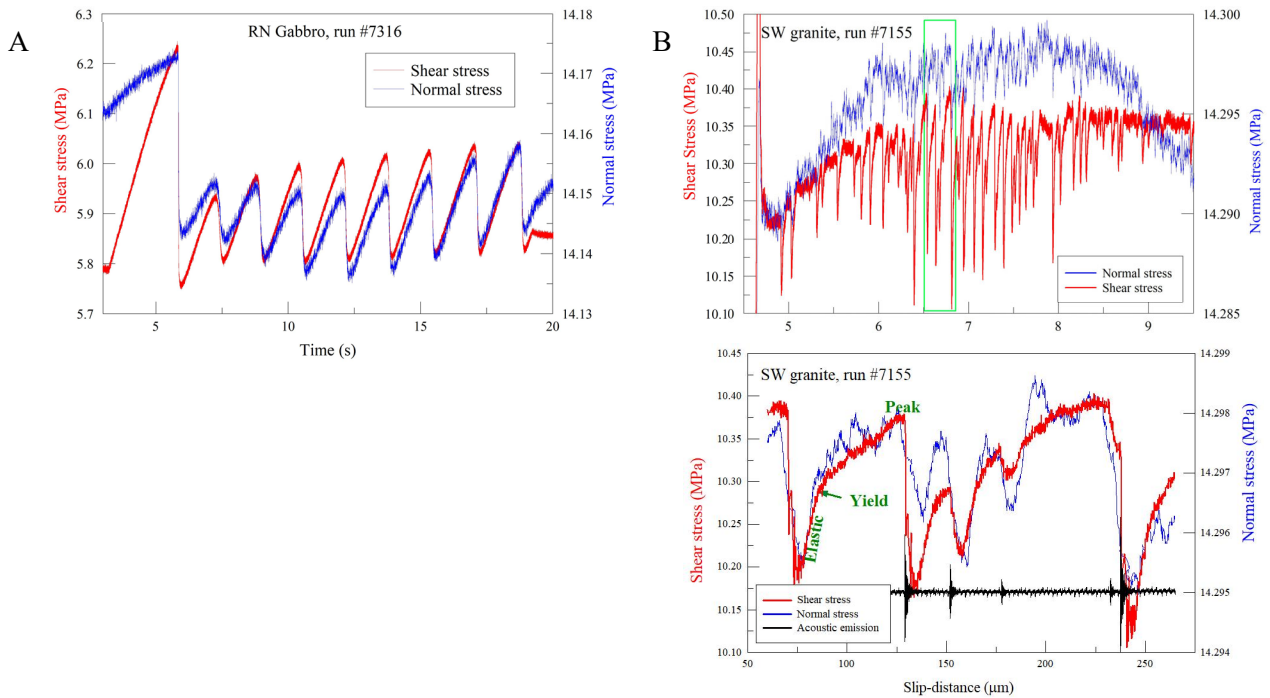 A
RN Gabbro, run #7316
Shear stress
Normal stress
Shear stress (MPa)
6.3
6.2
6.1
6.0
5.9
5.8
5.7
5
10
15
20
Time (s)
14.18
14.17
14.16
14.15
14.14
14.13
Normal stress (MPa)
B
SW granite, run #7155
Shear Stress (MPa)
10.50
10.45
10.40
10.35
10.30
10.25
10.20
10.15
10.10
5
6
7
8
9
14.300
14.295
14.290
14.285
Normal stress (MPa)
Normal stress
Shear stress
SW granite, run #7155
Shear stress (MPa)
10.45
10.40
10.35
10.30
10.25
10.20
10.15
10.10
Peak
Yield
Elastic
Shear stress
Normal stress
Acoustic emission
50
100
150
200
250
Slip-distance (μm)
14.299
14.298
14.297
14.296
14.295
14.294
Normal stress (MPa)